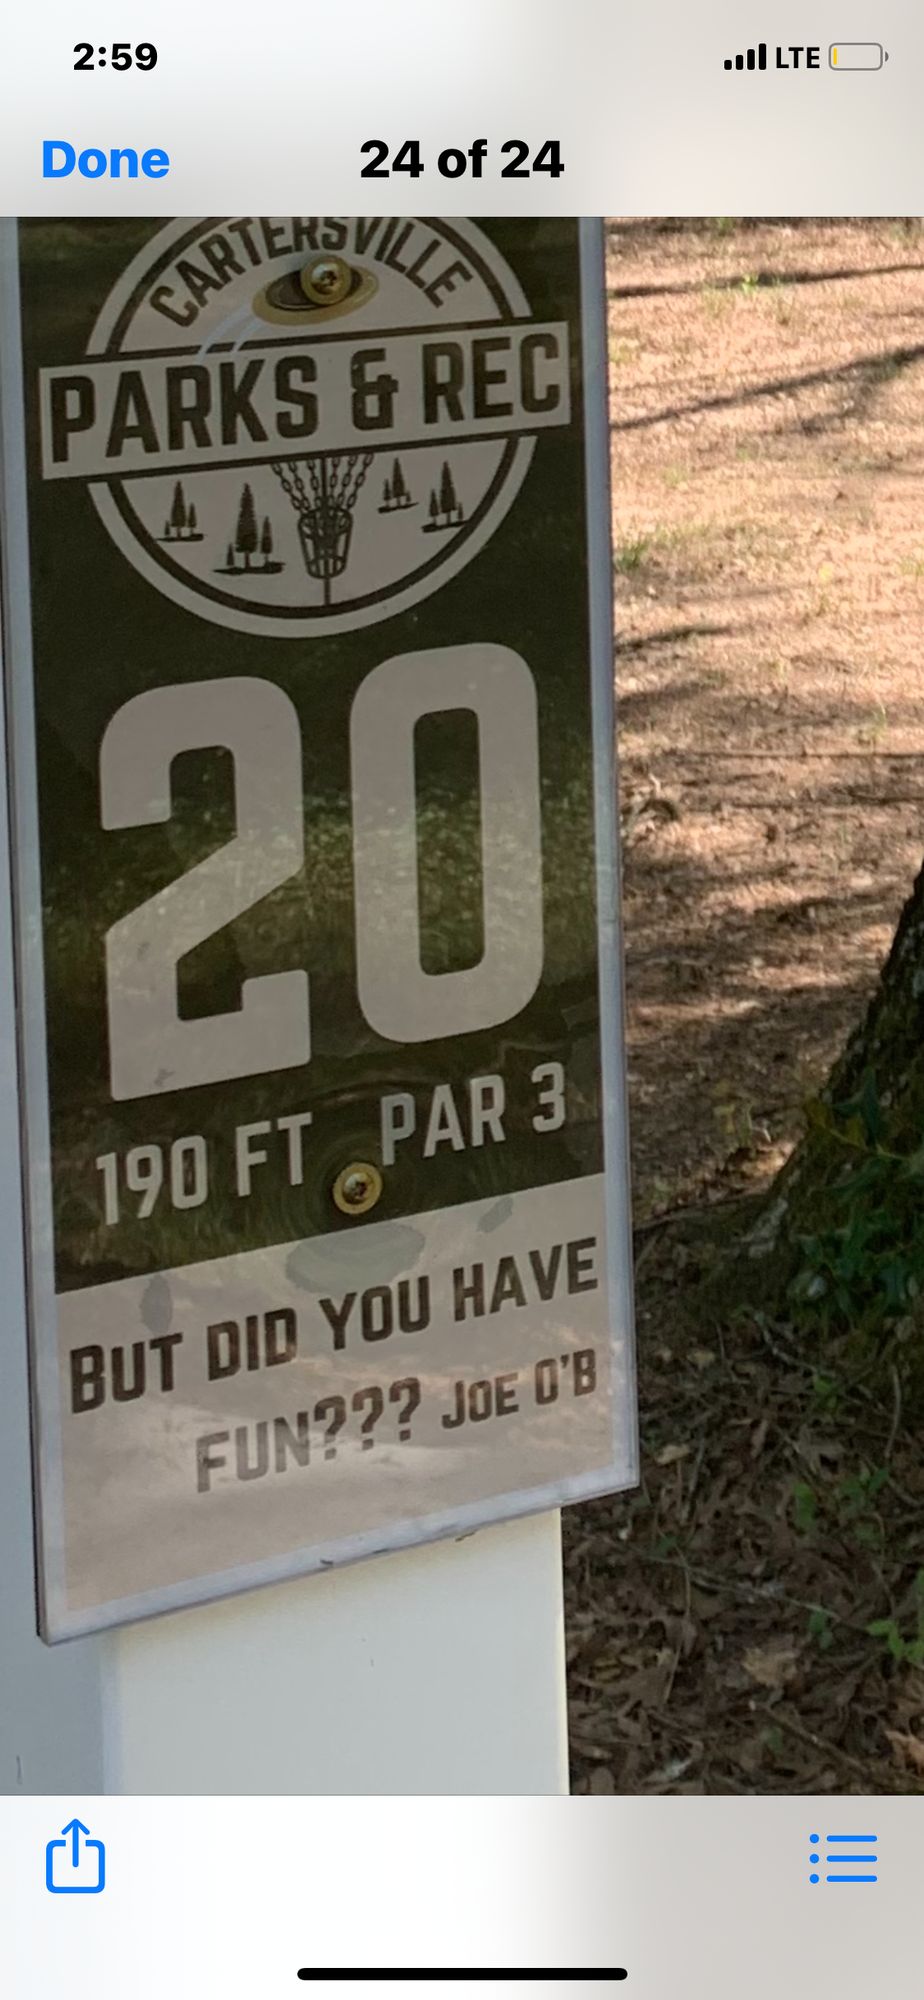 2:59
LTE
Done
24 of 24
CARTERSVILLE
PARKS & REC
20
190 FT PAR 3
BUT DID YOU HAVE
FUN??? JOE O'B